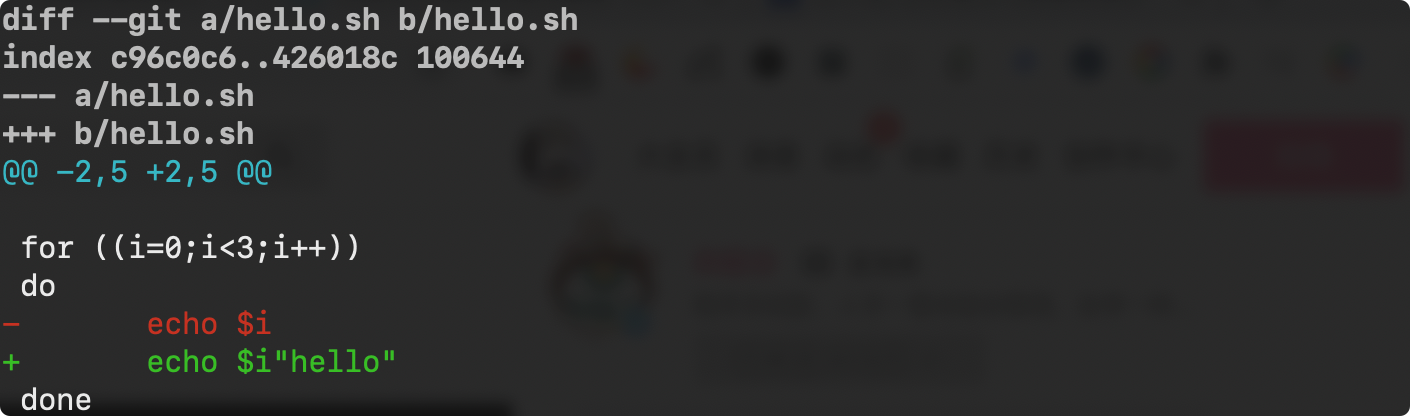 diff --git a/hello.sh b/hello.sh
index c96c0c6..426018c 100644
--- a/hello.sh
+++ b/hello.sh
@@ -2,5 +2,5 @@
 for ((i=0;i<3;i++))
 do
-       echo $i
+       echo $i"hello"
 done